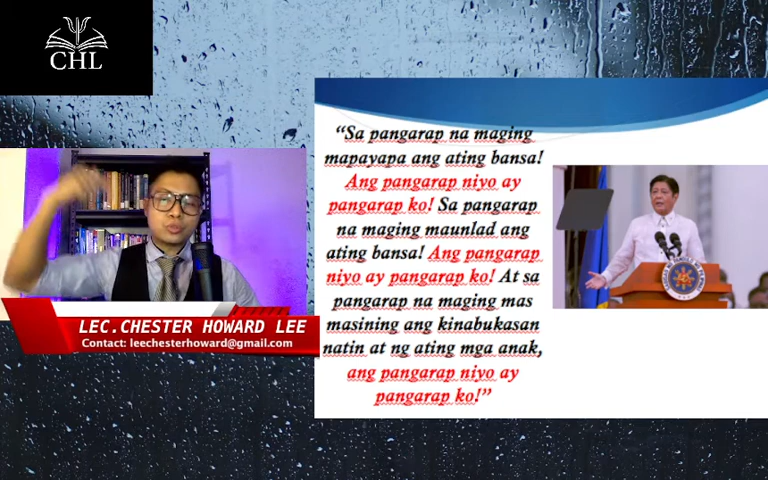 CHL
"Sa pangarap na maging
mapayapa ang ating bansa!
Ang pangarap niyo ay
pangarap ko! Sa pangarap
na maging maunlad ang
ating bansa! Ang pangarap
niyo ay pangarap ko! At sa
pangarap na maging mas
masining ang kinabukasan
natin at ng ating mga anak,
ang pangarap niyo ay
pangarap ko!"
LEC.CHESTER HOWARD LEE
Contact: leechesterhoward@gmail.com